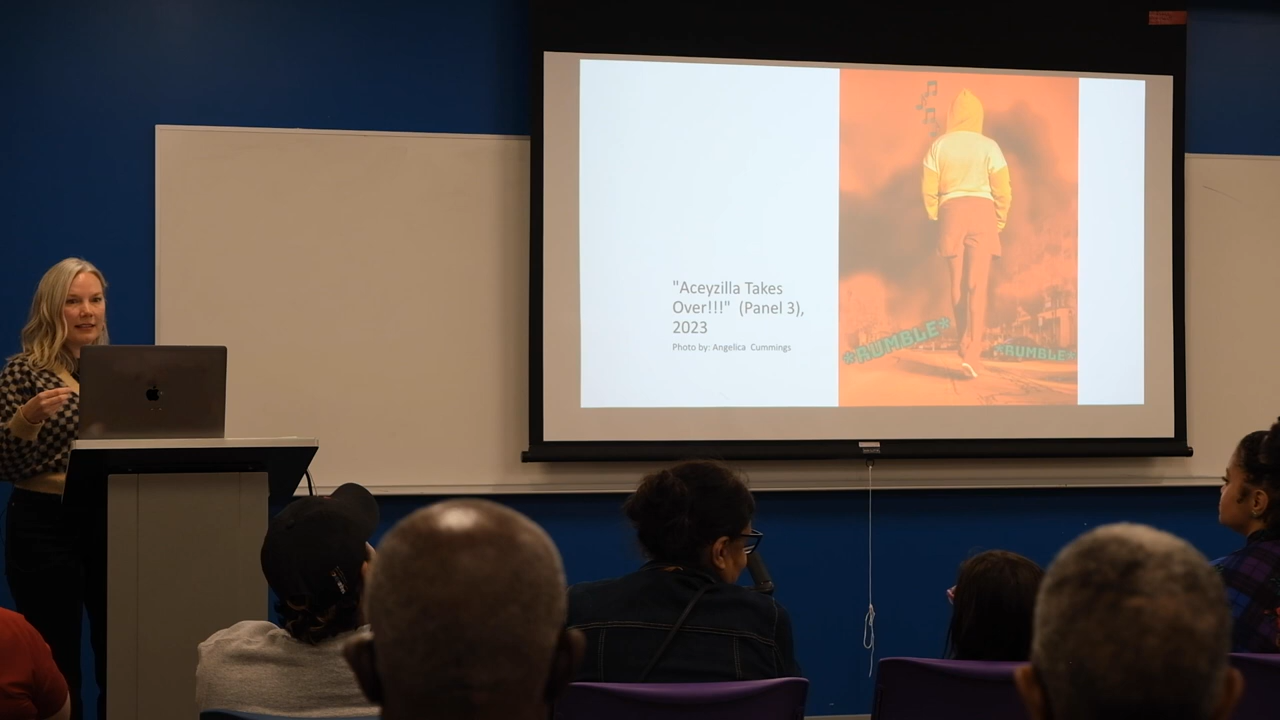 "Aceyzilla Takes
Over!!!" (Panel 3),
2023
Photo by: Angelica Cummings
*RUMBLE*
*RUMBLE*